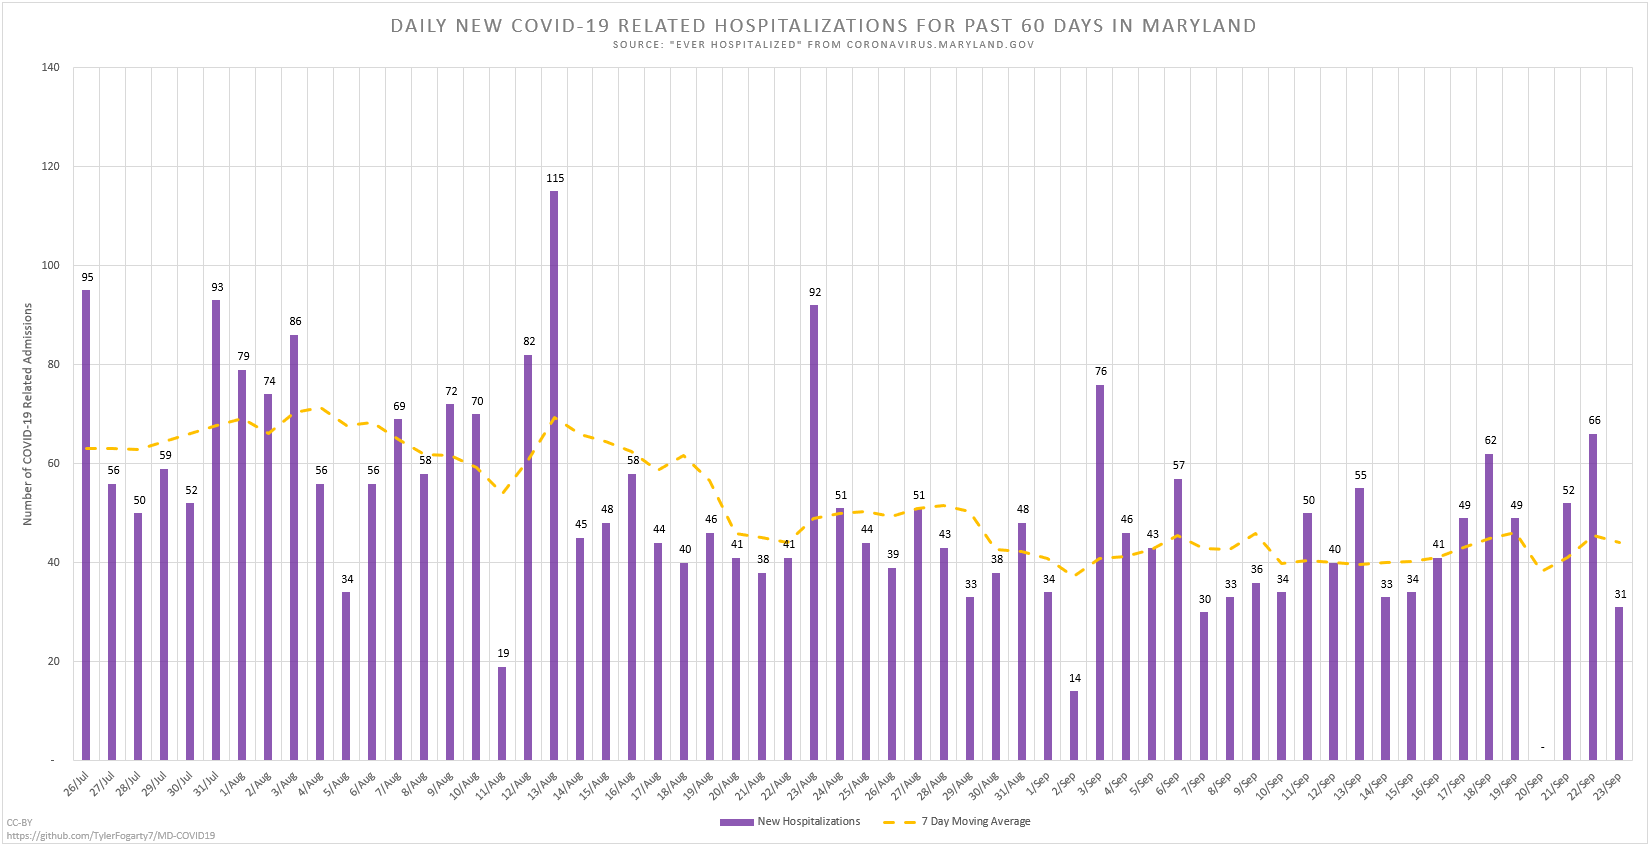 DAILY NEW COVID-19 RELATED HOSPITALIZATIONS FOR PAST 60 DAYS IN MARYLAND
SOURCE: "EVER HOSPITALIZED" FROM CORONAVIRUS.MARYLAND.GOV
Number of COVID-19 Related Admissions
140
120
100
80
60
40
20
-
95 56 50 59 52 93 79 74 86 56 34 56 69 58 72 70 19 82 115 45 48 58 44 40 46 41 38 41 92 51 44 39 51 43 33 38 48 34 14 76 46 43 57 30 33 36 34 50 40 55 33 34 41 49 62 49 - 52 66 31
26/Jul 27/Jul 28/Jul 29/Jul 30/Jul 31/Jul 1/Aug 2/Aug 3/Aug 4/Aug 5/Aug 6/Aug 7/Aug 8/Aug 9/Aug 10/Aug 11/Aug 12/Aug 13/Aug 14/Aug 15/Aug 16/Aug 17/Aug 18/Aug 19/Aug 20/Aug 21/Aug 22/Aug 23/Aug 24/Aug 25/Aug 26/Aug 27/Aug 28/Aug 29/Aug 30/Aug 31/Aug 1/Sep 2/Sep 3/Sep 4/Sep 5/Sep 6/Sep 7/Sep 8/Sep 9/Sep 10/Sep 11/Sep 12/Sep 13/Sep 14/Sep 15/Sep 16/Sep 17/Sep 18/Sep 19/Sep 20/Sep 21/Sep 22/Sep 23/Sep
New Hospitalizations 7 Day Moving Average
CC-BY
https://github.com/TylerFogarty7/MD-COVID19